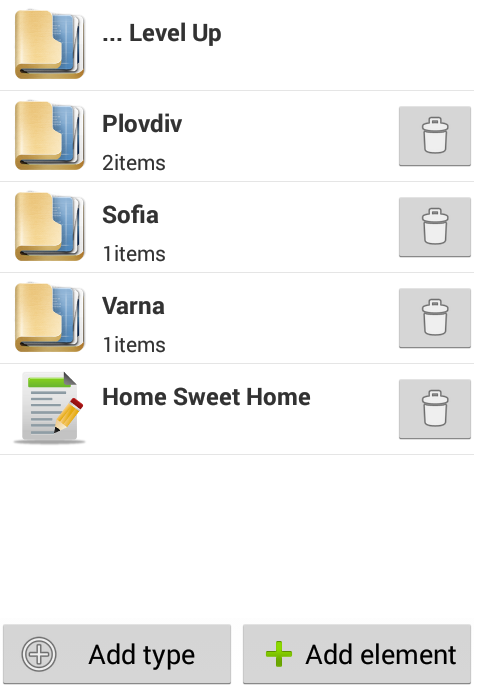 ... Level Up
Plovdiv
2items
Sofia
1items
Varna
1items
Home Sweet Home
Add type
Add element